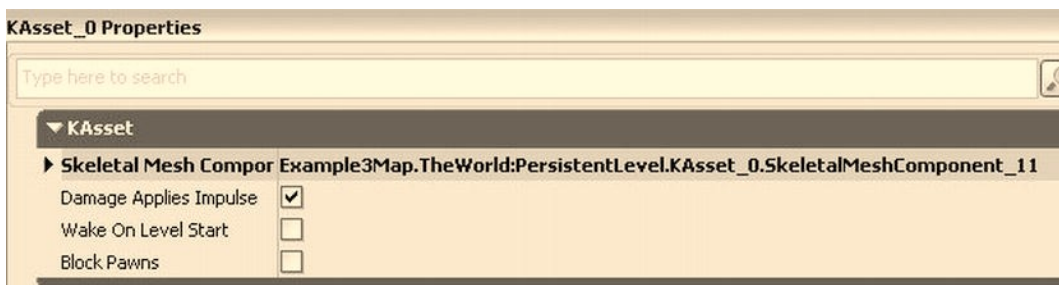 KAsset_0 Properties
Type here to search
KAsset
Skeletal Mesh Compor Example3Map.TheWorld:PersistentLevel.KAsset_0.SkeletalMeshComponent_11
Damage Applies Impulse
Wake On Level Start
Block Pawns